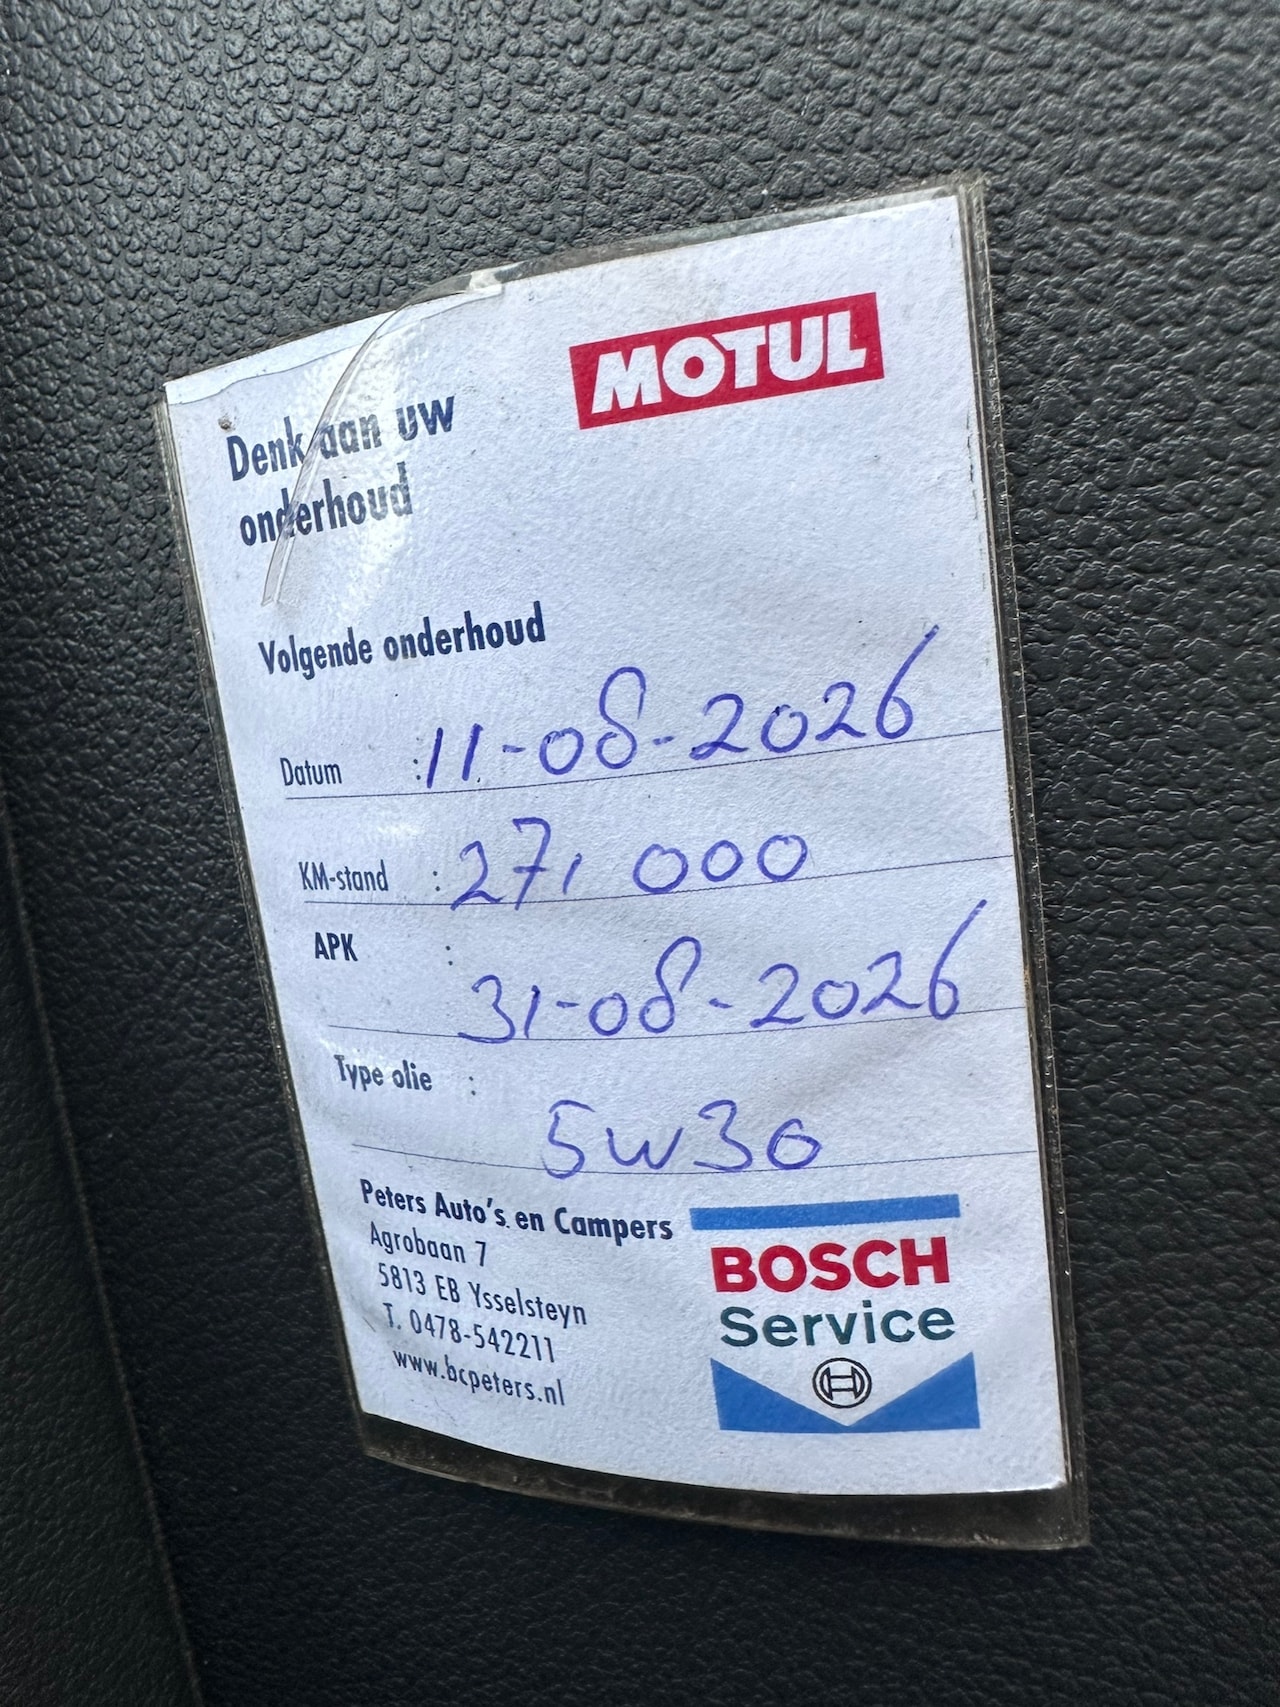 MOTUL
Denk aan uw
onderhoud
Volgende onderhoud
Datum : 11-08-2026
KM-stand : 271 000
APK : 31-08-2026
Type olie : 5W30
Peters Auto's en Campers
Agrobaan 7
5813 EB Ysselsteyn
T. 0478-542211
www.bcpeters.nl
BOSCH
Service